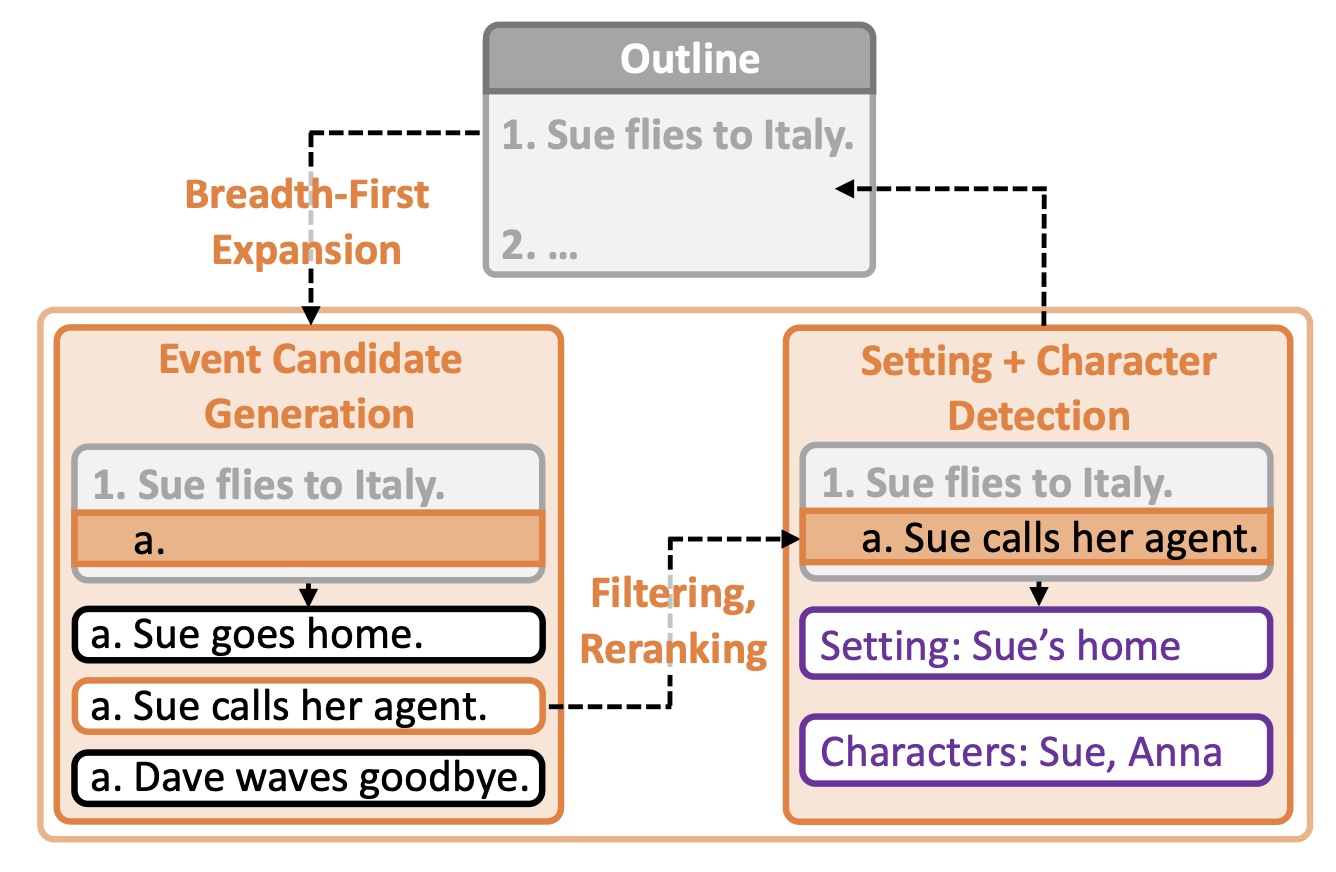 Outline
1. Sue flies to Italy.
2. ...
Breadth-First
Expansion
Event Candidate
Generation
1. Sue flies to Italy.
a.
a. Sue goes home.
a. Sue calls her agent.
a. Dave waves goodbye.
Filtering,
Reranking
Setting + Character
Detection
1. Sue flies to Italy.
a. Sue calls her agent.
Setting: Sue’s home
Characters: Sue, Anna